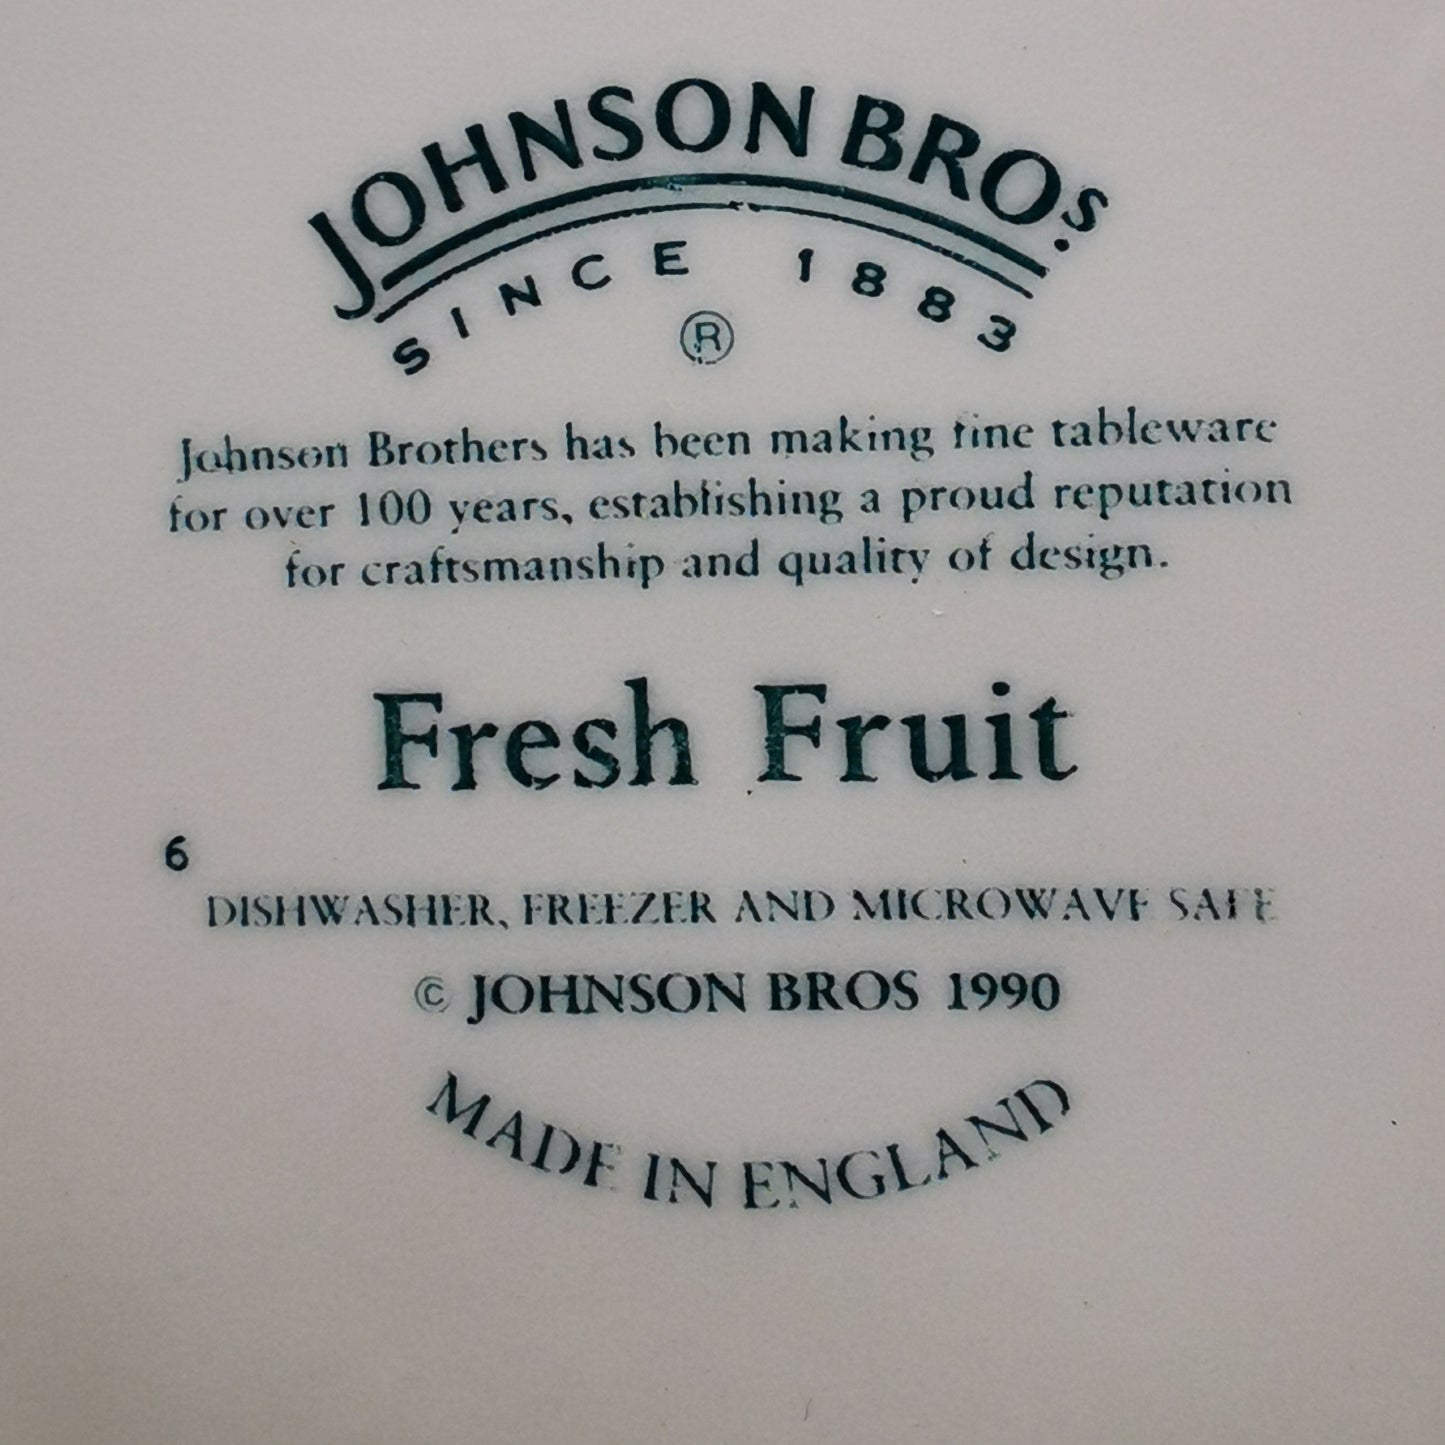 JOHNSON BROS.
SINCE 1883
®
Johnson Brothers has been making fine tableware
for over 100 years, establishing a proud reputation
for craftsmanship and quality of design.
Fresh Fruit
6
DISHWASHER, FREEZER AND MICROWAVE SAFE
© JOHNSON BROS 1990
MADE IN ENGLAND